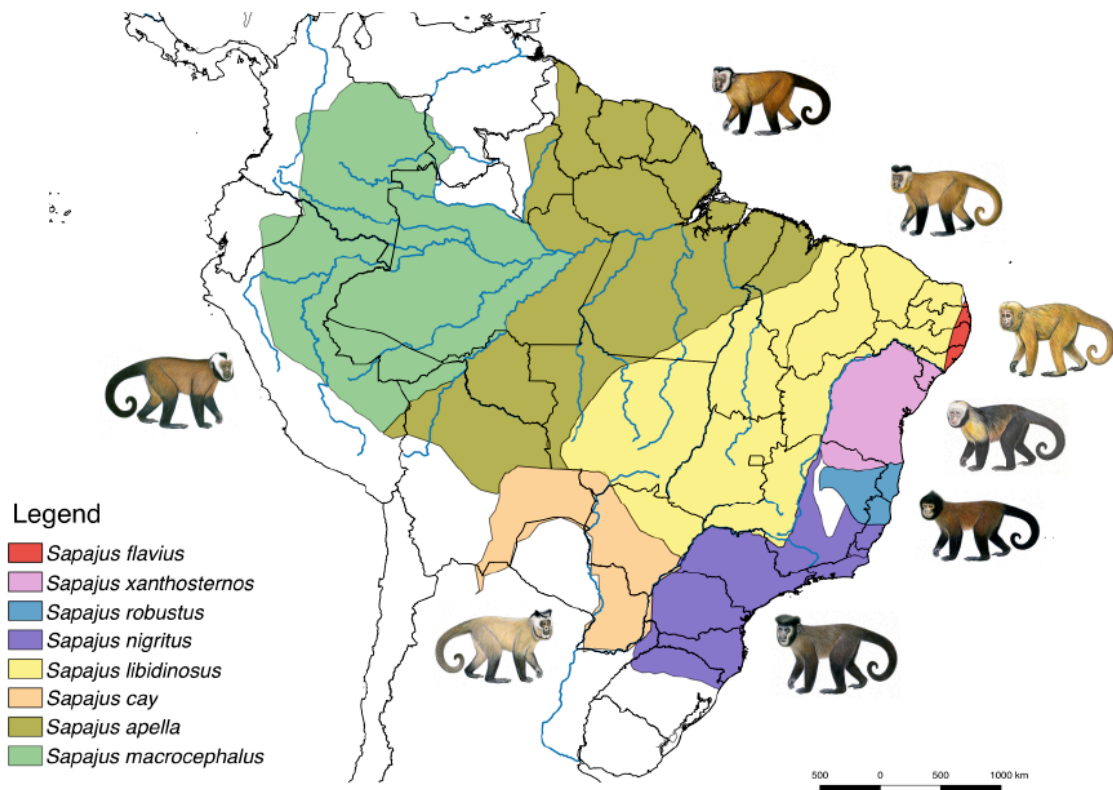 Legend
Sapajus flavius
Sapajus xanthosternos
Sapajus robustus
Sapajus nigritus
Sapajus libidinosus
Sapajus cay
Sapajus apella
Sapajus macrocephalus
500 0 500 1000 km